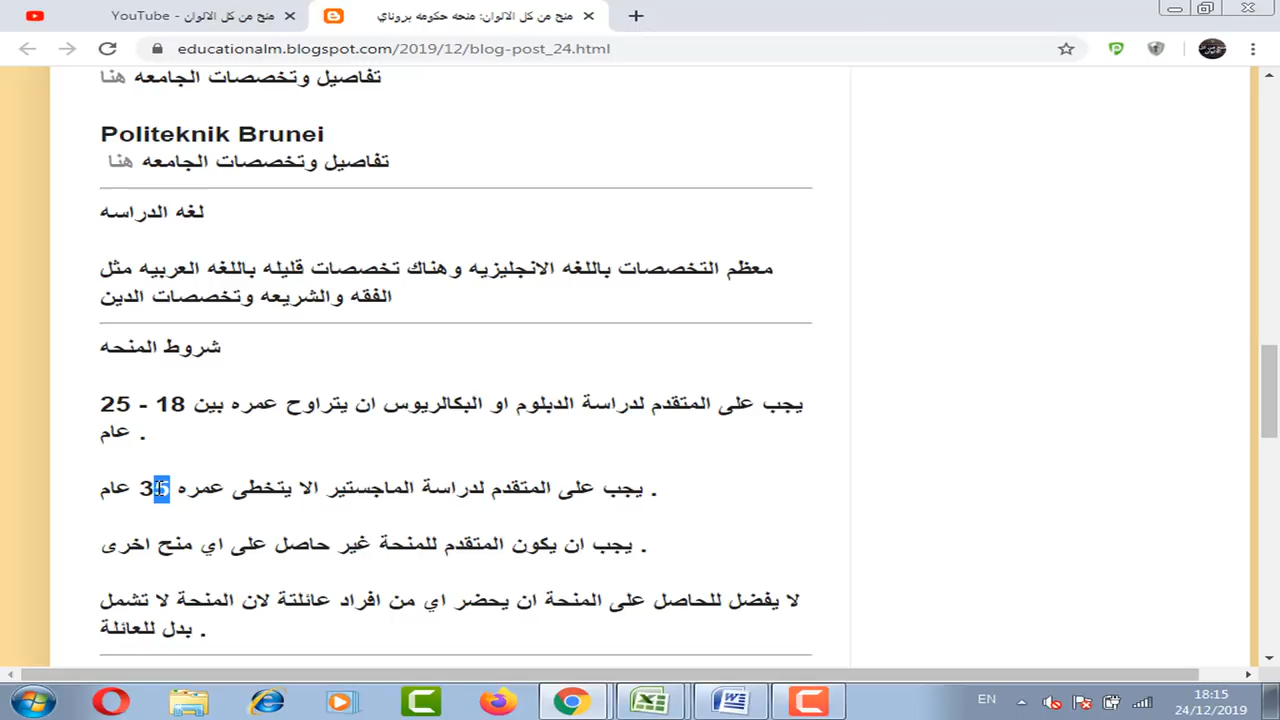 منح من كل الالوان - YouTube
منح من كل الالوان: منحه حكومه بروناي
educationalm.blogspot.com/2019/12/blog-post_24.html
تفاصيل وتخصصات الجامعه هنا
Politeknik Brunei
تفاصيل وتخصصات الجامعه هنا
لغه الدراسه
معظم التخصصات باللغه الانجليزيه وهناك تخصصات قليله باللغه العربيه مثل
الفقه والشريعه وتخصصات الدين
شروط المنحه
يجب على المتقدم لدراسة الدبلوم او البكالريوس ان يتراوح عمره بين 18 - 25
عام .
. يجب على المتقدم لدراسة الماجستير الا يتخطى عمره 35 عام
. يجب ان يكون المتقدم للمنحة غير حاصل على اي منح اخرى
لا يفضل للحاصل على المنحة ان يحضر اي من افراد عائلتة لان المنحة لا تشمل
بدل للعائلة .
EN
18:15
24/12/2019